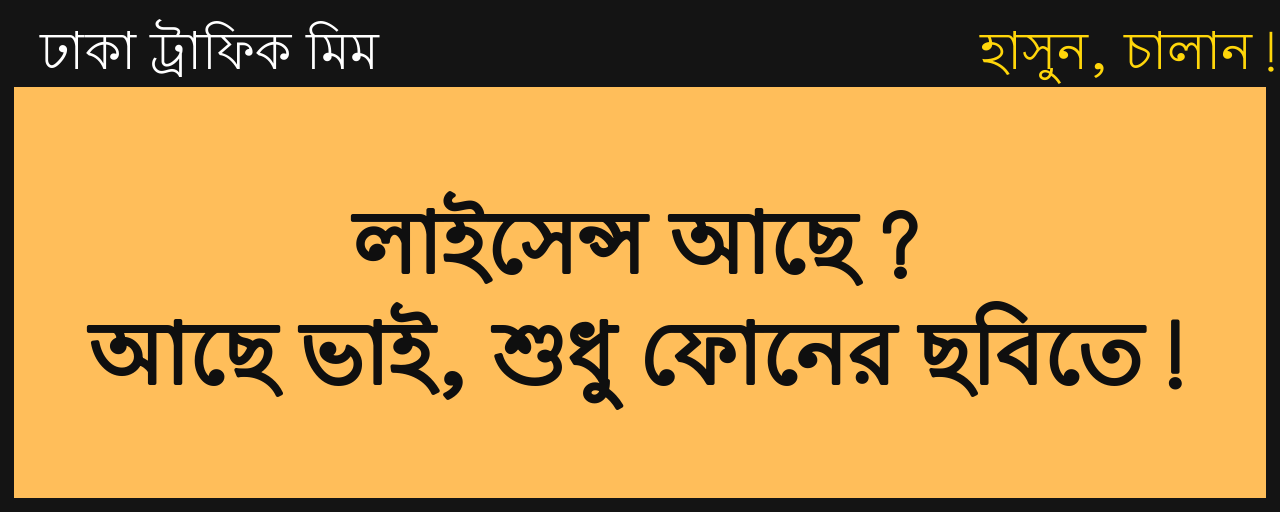 ঢাকা ট্রাফিক মিম
হাসুন, চালান !
লাইসেন্স আছে ?
আছে ভাই, শুধু ফোনের ছবিতে !